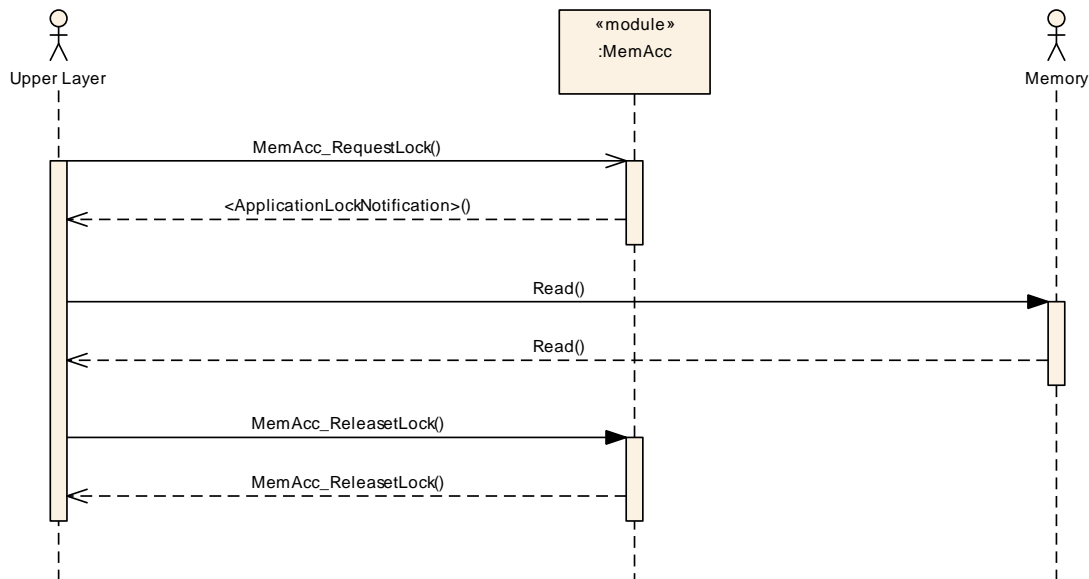 «module»
:MemAcc
Upper Layer
Memory
MemAcc_RequestLock()
<ApplicationLockNotification>()
Read()
Read()
MemAcc_ReleasetLock()
MemAcc_ReleasetLock()